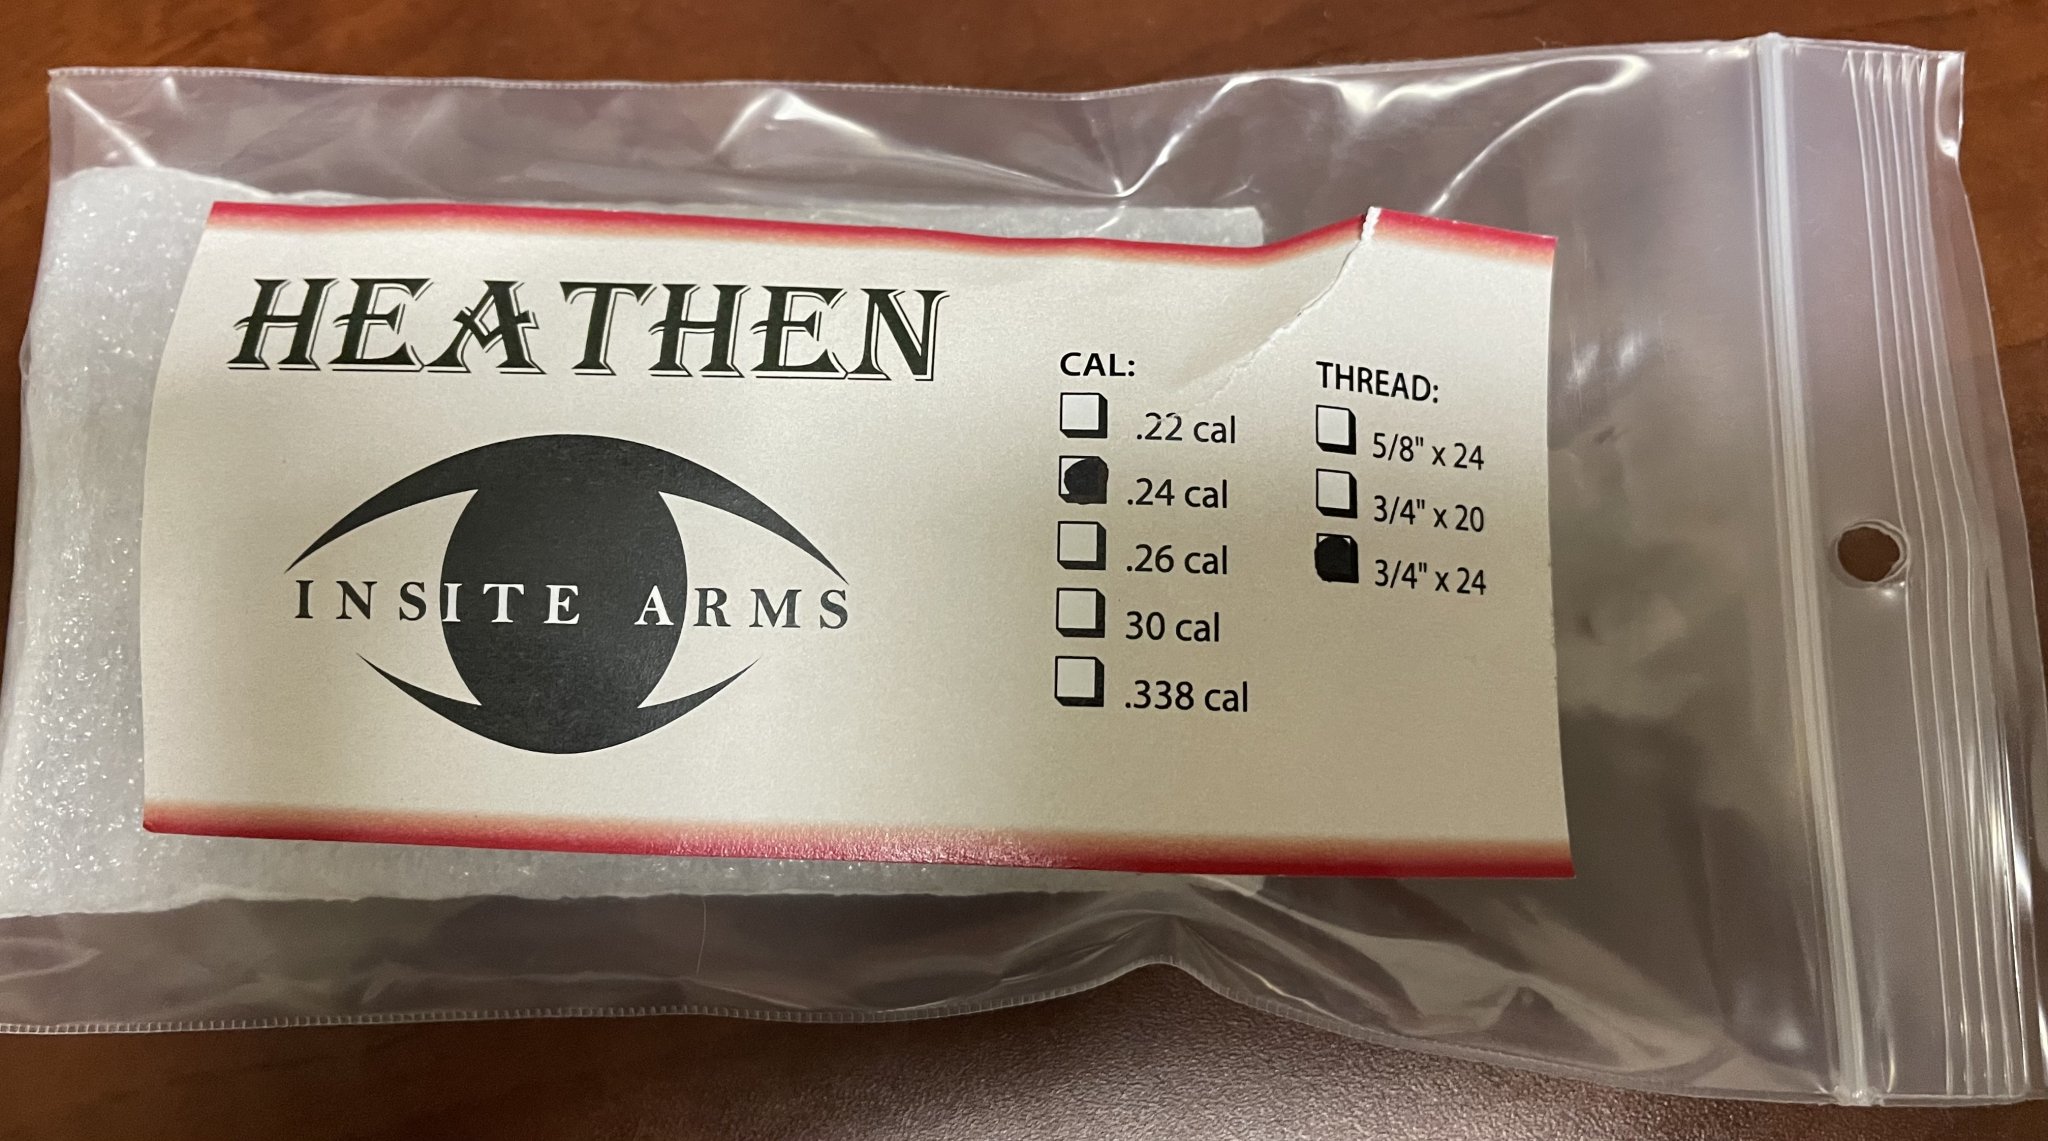 HEATHEN
INSITE ARMS
CAL:
.22 cal
.24 cal
.26 cal
30 cal
.338 cal
THREAD:
5/8" x 24
3/4" x 20
3/4" x 24